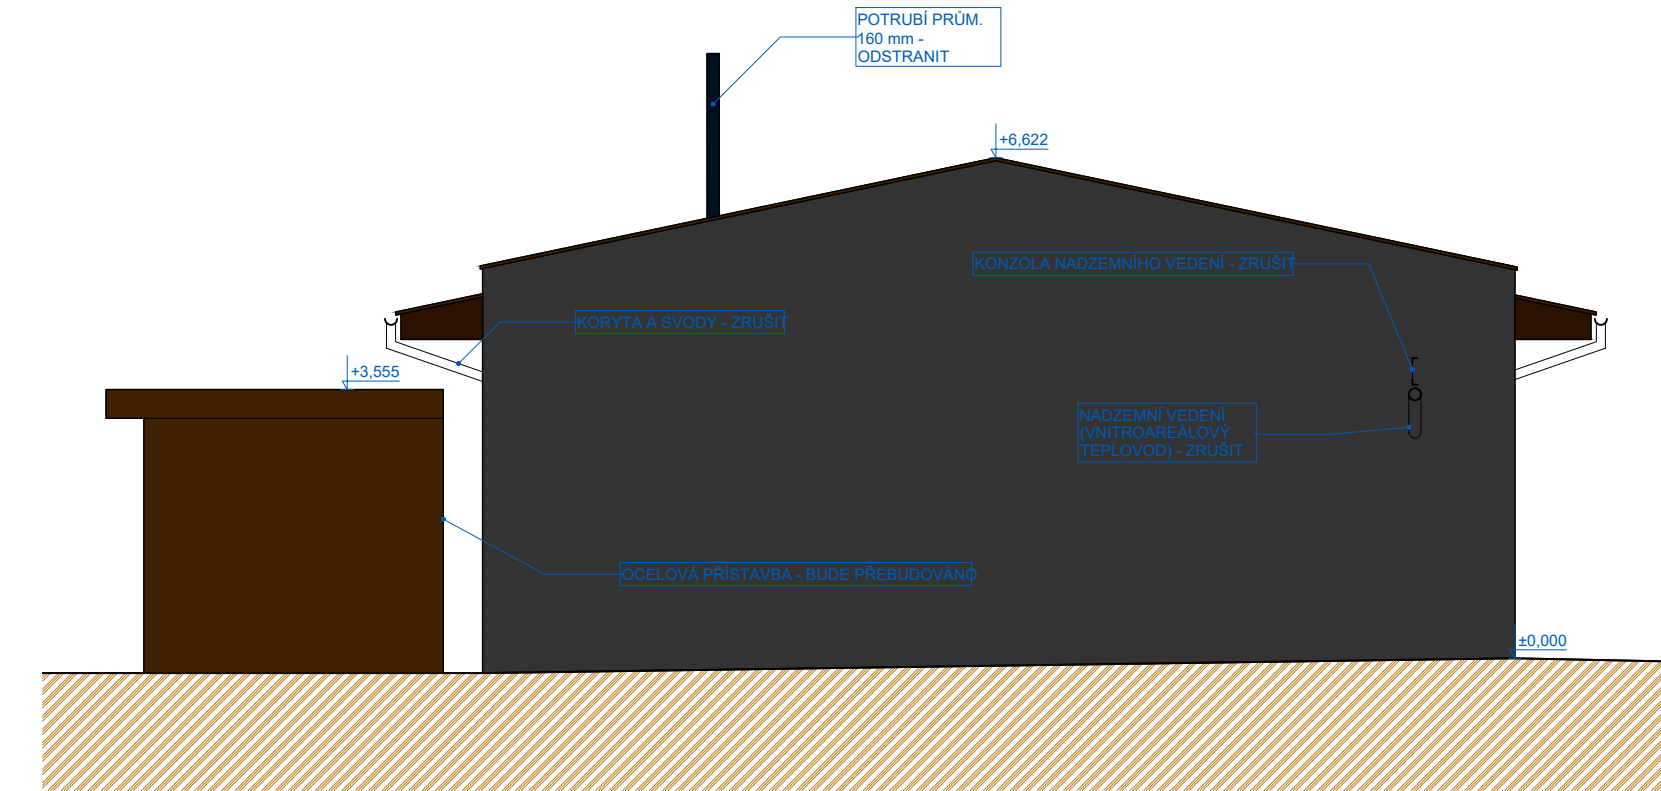 POTRUBÍ PRŮM.
160 mm -
ODSTRANIT
+6,622
KONZOLA NADZEMNÍHO VEDENÍ - ZRUŠIT
KORYTA A SVODY - ZRUŠIT
+3,555
NADZEMNÍ VEDENÍ
(VNITROAREÁLOVÝ
TEPLOVOD) - ZRUŠIT
OCELOVÁ PŘÍSTAVBA - BUDE PŘEBUDOVÁNO
±0,000